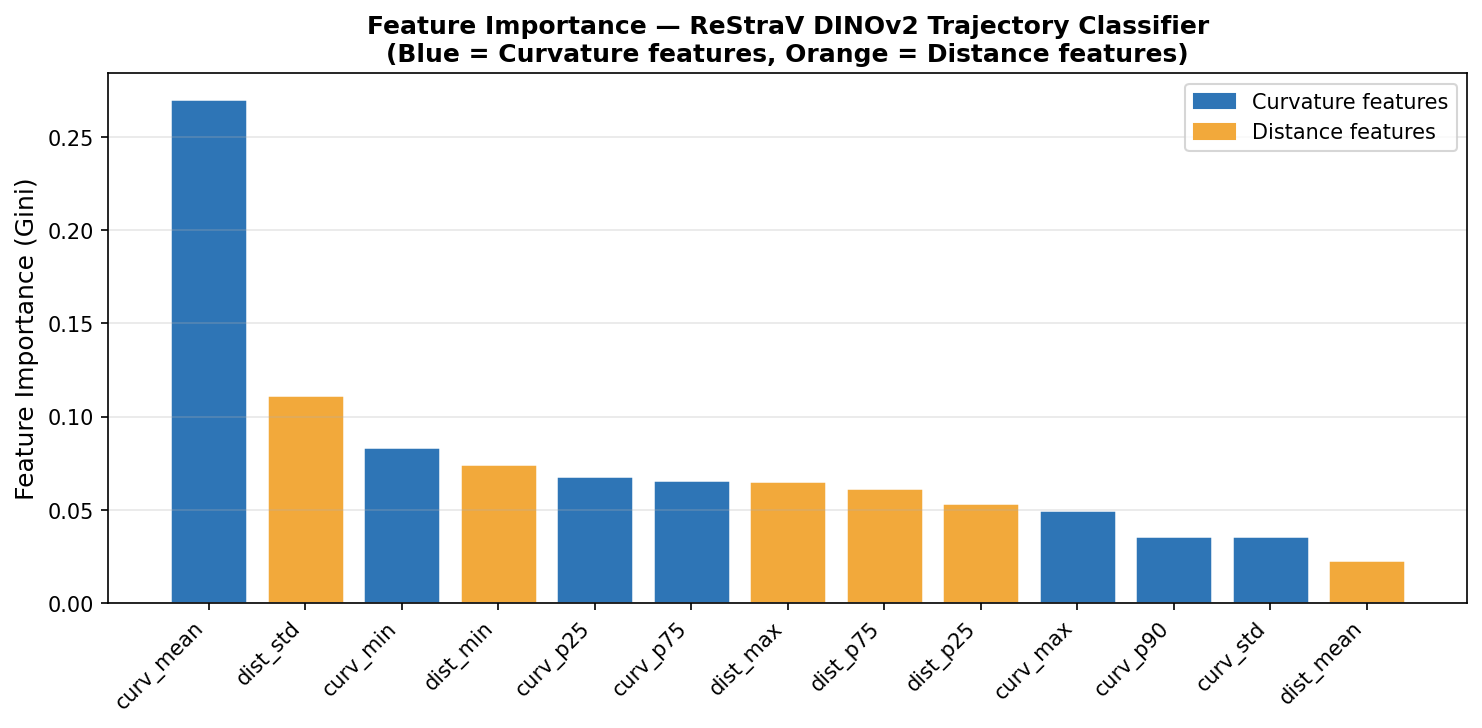 Feature Importance — ReStraV DINOv2 Trajectory Classifier
(Blue = Curvature features, Orange = Distance features)
Curvature features
Distance features
Feature Importance (Gini)
0.25
0.20
0.15
0.10
0.05
0.00
curv_mean
dist_std
curv_min
dist_min
curv_p25
curv_p75
dist_max
dist_p75
dist_p25
curv_max
curv_p90
curv_std
dist_mean